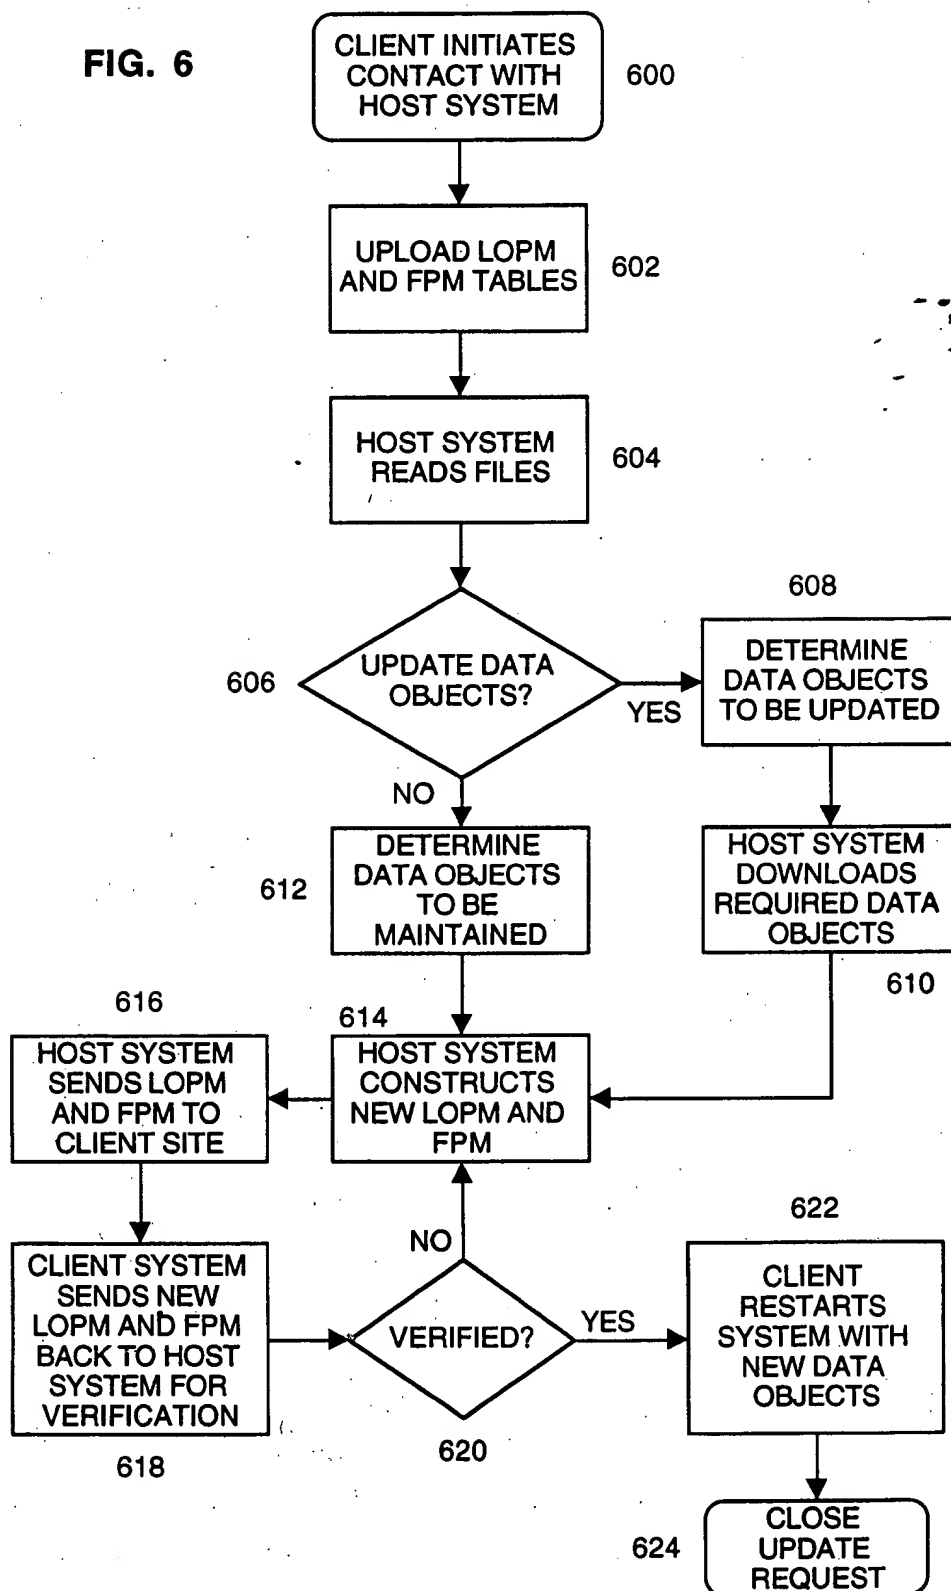 FIG. 6
CLIENT INITIATES
CONTACT WITH
HOST SYSTEM
600
UPLOAD LOPM
AND FPM TABLES
602
HOST SYSTEM
READS FILES
604
UPDATE DATA
OBJECTS?
606
YES
608
DETERMINE
DATA OBJECTS
TO BE UPDATED
NO
DETERMINE
DATA OBJECTS
TO BE
MAINTAINED
612
HOST SYSTEM
DOWNLOADS
REQUIRED DATA
OBJECTS
610
616
HOST SYSTEM
SENDS LOPM
AND FPM TO
CLIENT SITE
614
HOST SYSTEM
CONSTRUCTS
NEW LOPM AND
FPM
CLIENT SYSTEM
SENDS NEW
LOPM AND FPM
BACK TO HOST
SYSTEM FOR
VERIFICATION
618
NO
VERIFIED?
620
YES
622
CLIENT
RESTARTS
SYSTEM WITH
NEW DATA
OBJECTS
624
CLOSE
UPDATE
REQUEST